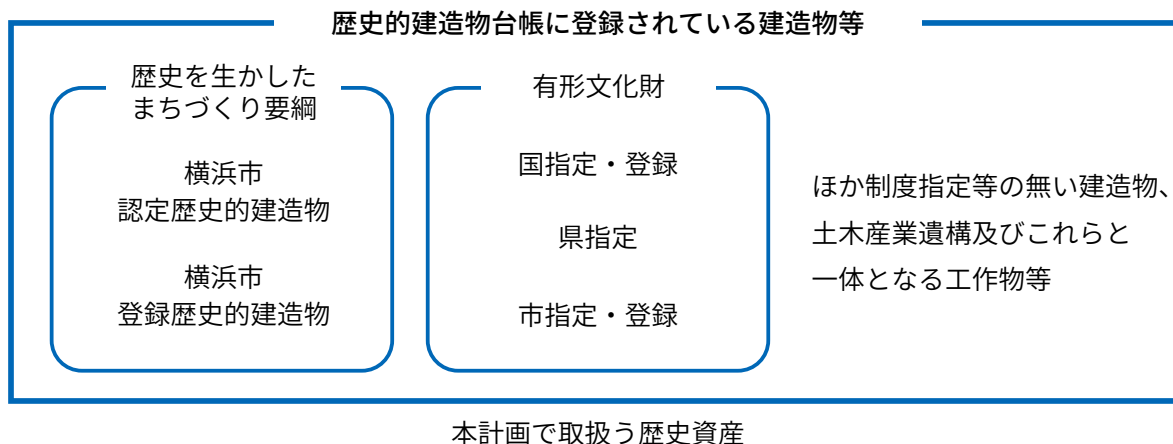 歴史的建造物台帳に登録されている建造物等
歴史を生かした
まちづくり要綱
横浜市
認定歴史的建造物
横浜市
登録歴史的建造物
有形文化財
国指定・登録
県指定
市指定・登録
ほか制度指定等の無い建造物、
土木産業遺構及びこれらと
一体となる工作物等
本計画で取扱う歴史資産